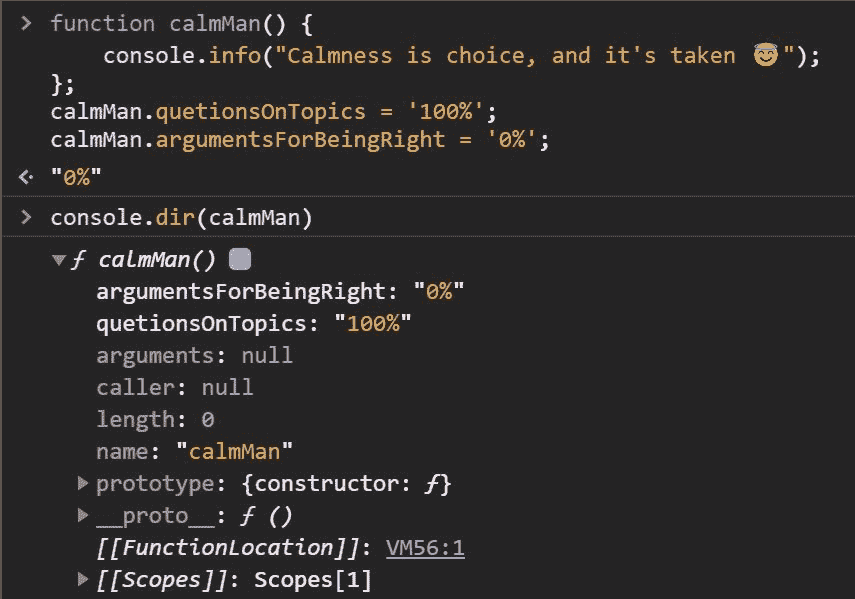 > function calmMan() {
console.info("Calmness is choice, and it's taken 😇");
};
calmMan.quetionsOnTopics = '100%';
calmMan.argumentsForBeingRight = '0%';
"0%"
> console.dir(calmMan)
▼ ƒ calmMan()
argumentsForBeingRight: "0%"
quetionsOnTopics: "100%"
arguments: null
caller: null
length: 0
name: "calmMan"
▶ prototype: {constructor: ƒ}
▶ __proto__: ƒ ()
[[FunctionLocation]]: VM56:1
▶ [[Scopes]]: Scopes[1]